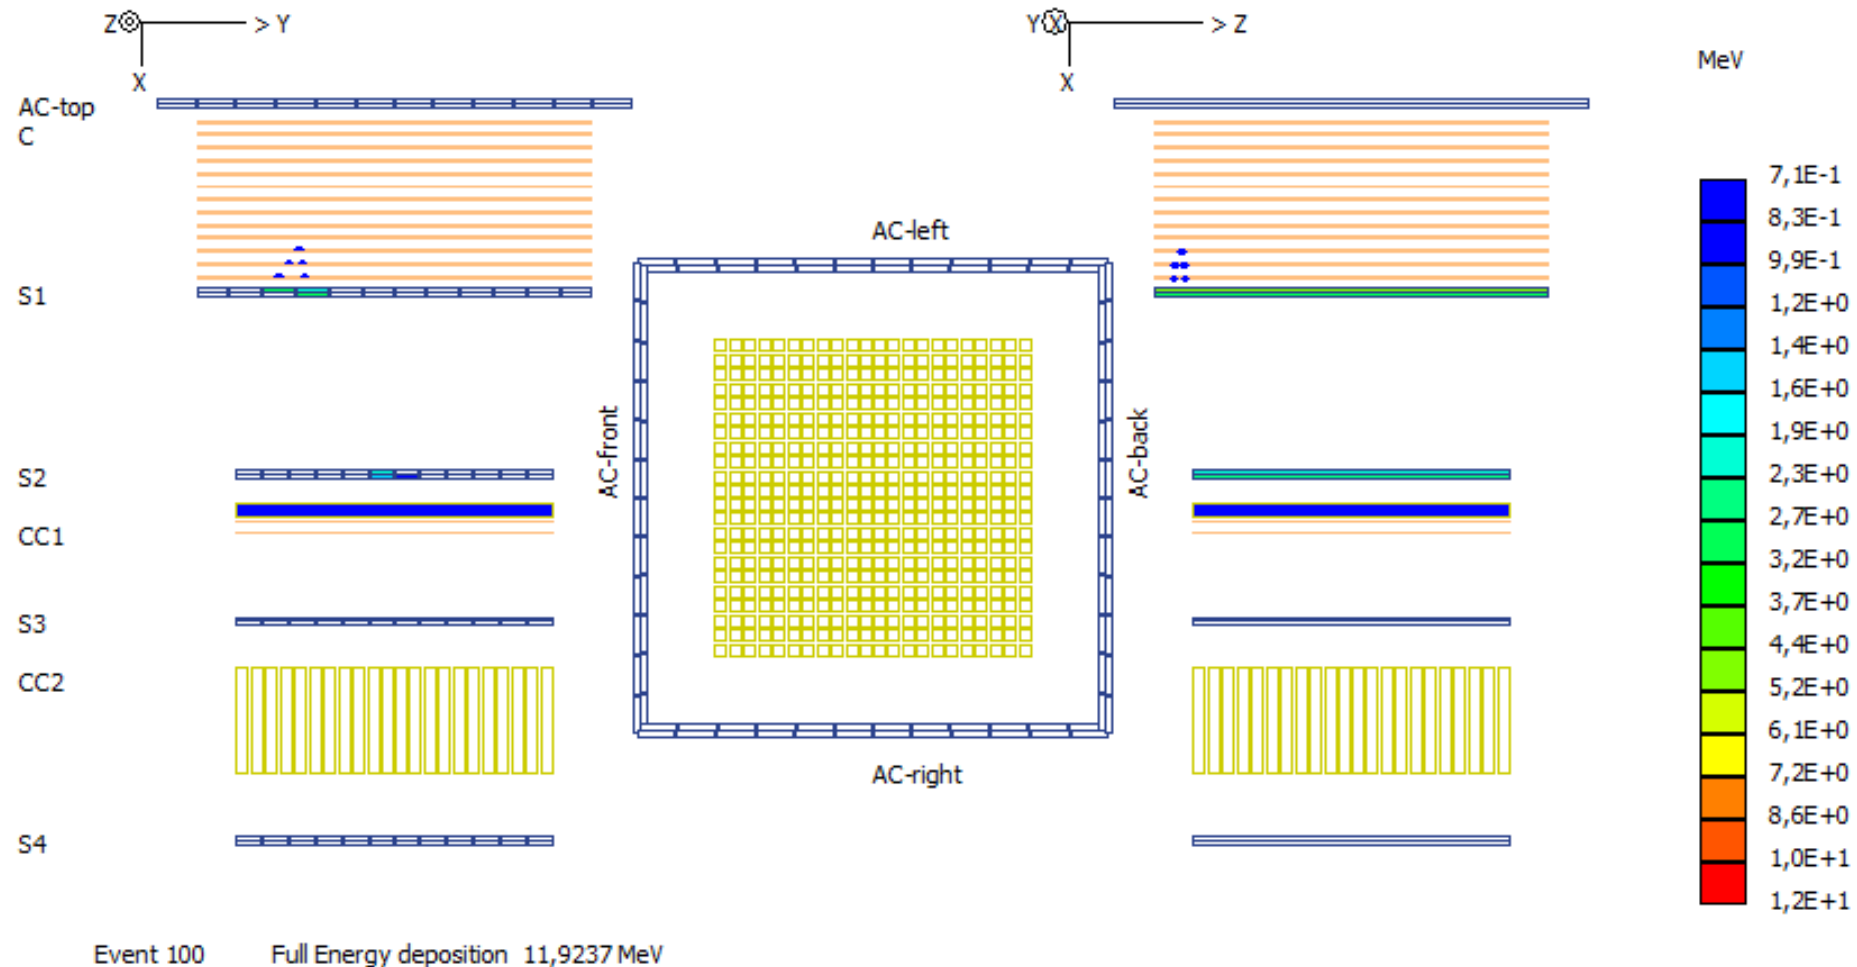 Z > Y
X
Y X > Z
X
MeV
AC-top
C
S1
S2
CC1
S3
CC2
S4
AC-left
AC-front
AC-back
AC-right
7,1E-1
8,3E-1
9,9E-1
1,2E+0
1,4E+0
1,6E+0
1,9E+0
2,3E+0
2,7E+0
3,2E+0
3,7E+0
4,4E+0
5,2E+0
6,1E+0
7,2E+0
8,6E+0
1,0E+1
1,2E+1
Event 100 Full Energy deposition 11,9237 MeV